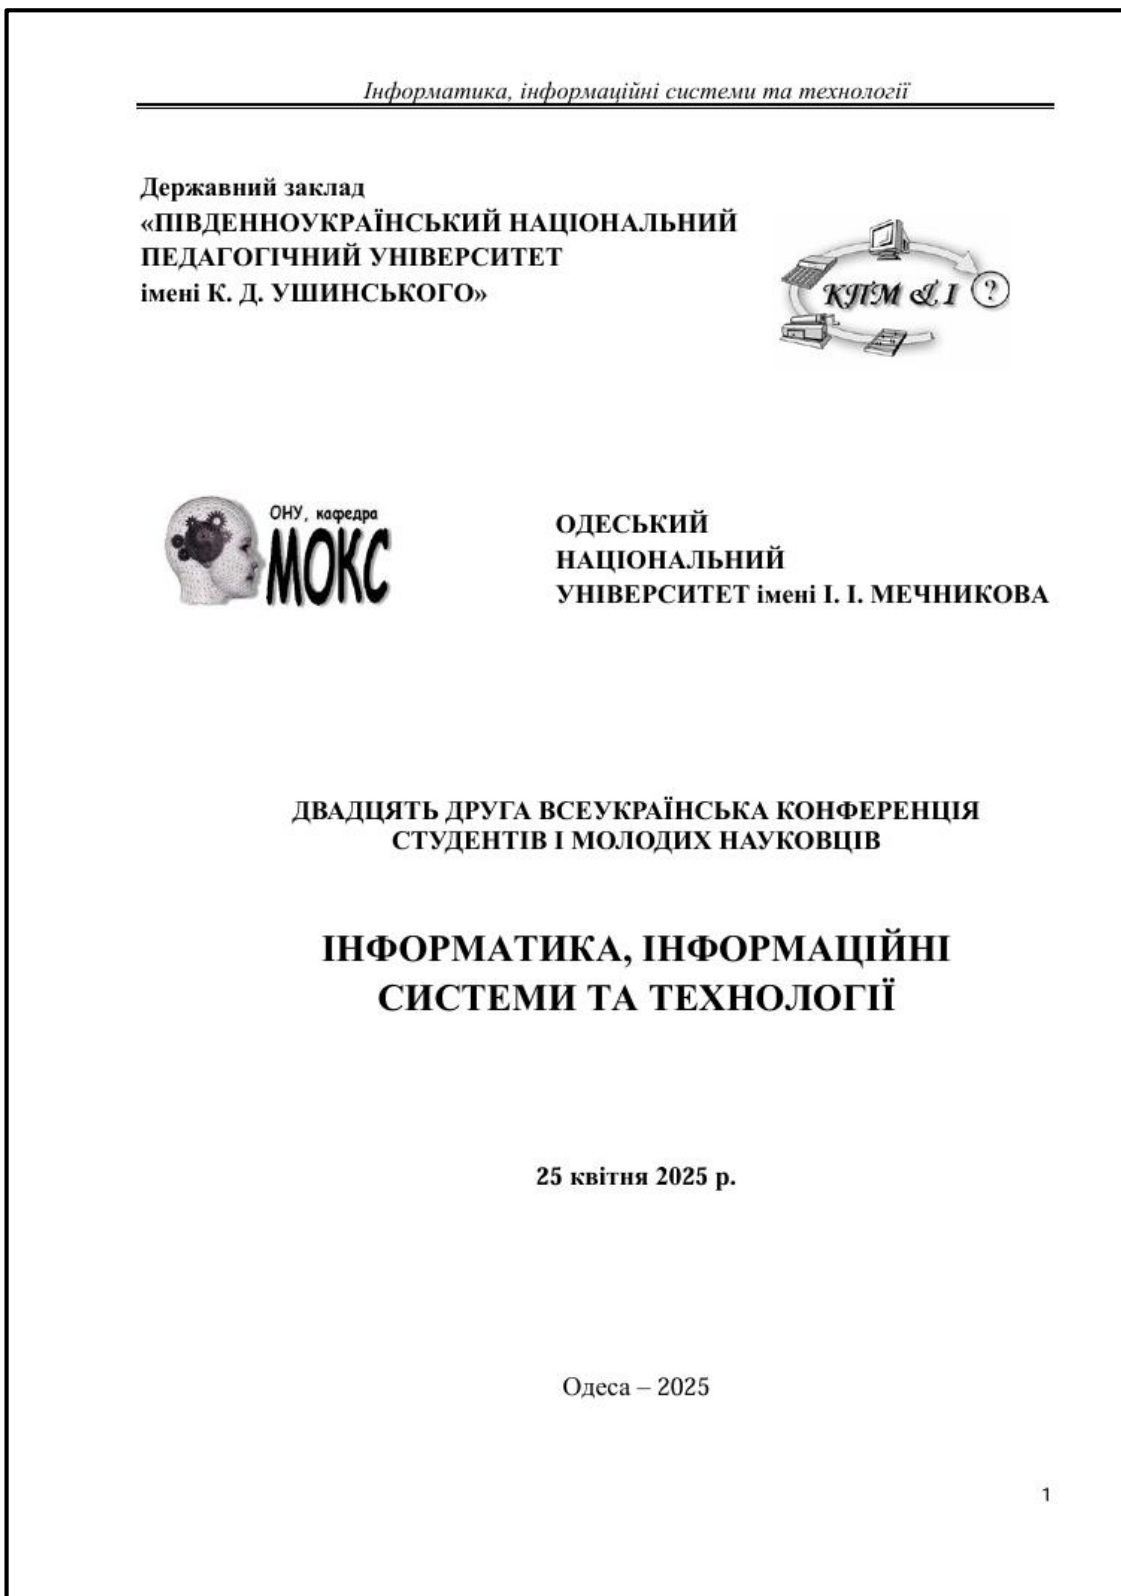 Інформатика, інформаційні системи та технології
Державний заклад
«ПІВДЕННОУКРАЇНСЬКИЙ НАЦІОНАЛЬНИЙ
ПЕДАГОГІЧНИЙ УНІВЕРСИТЕТ
імені К. Д. УШИНСЬКОГО»
КПМ & І ?
ОНУ, кафедра
МОКС
ОДЕСЬКИЙ
НАЦІОНАЛЬНИЙ
УНІВЕРСИТЕТ імені І. І. МЕЧНИКОВА
ДВАДЦЯТЬ ДРУГА ВСЕУКРАЇНСЬКА КОНФЕРЕНЦІЯ
СТУДЕНТІВ І МОЛОДИХ НАУКОВЦІВ
ІНФОРМАТИКА, ІНФОРМАЦІЙНІ
СИСТЕМИ ТА ТЕХНОЛОГІЇ
25 квітня 2025 р.
Одеса – 2025
1